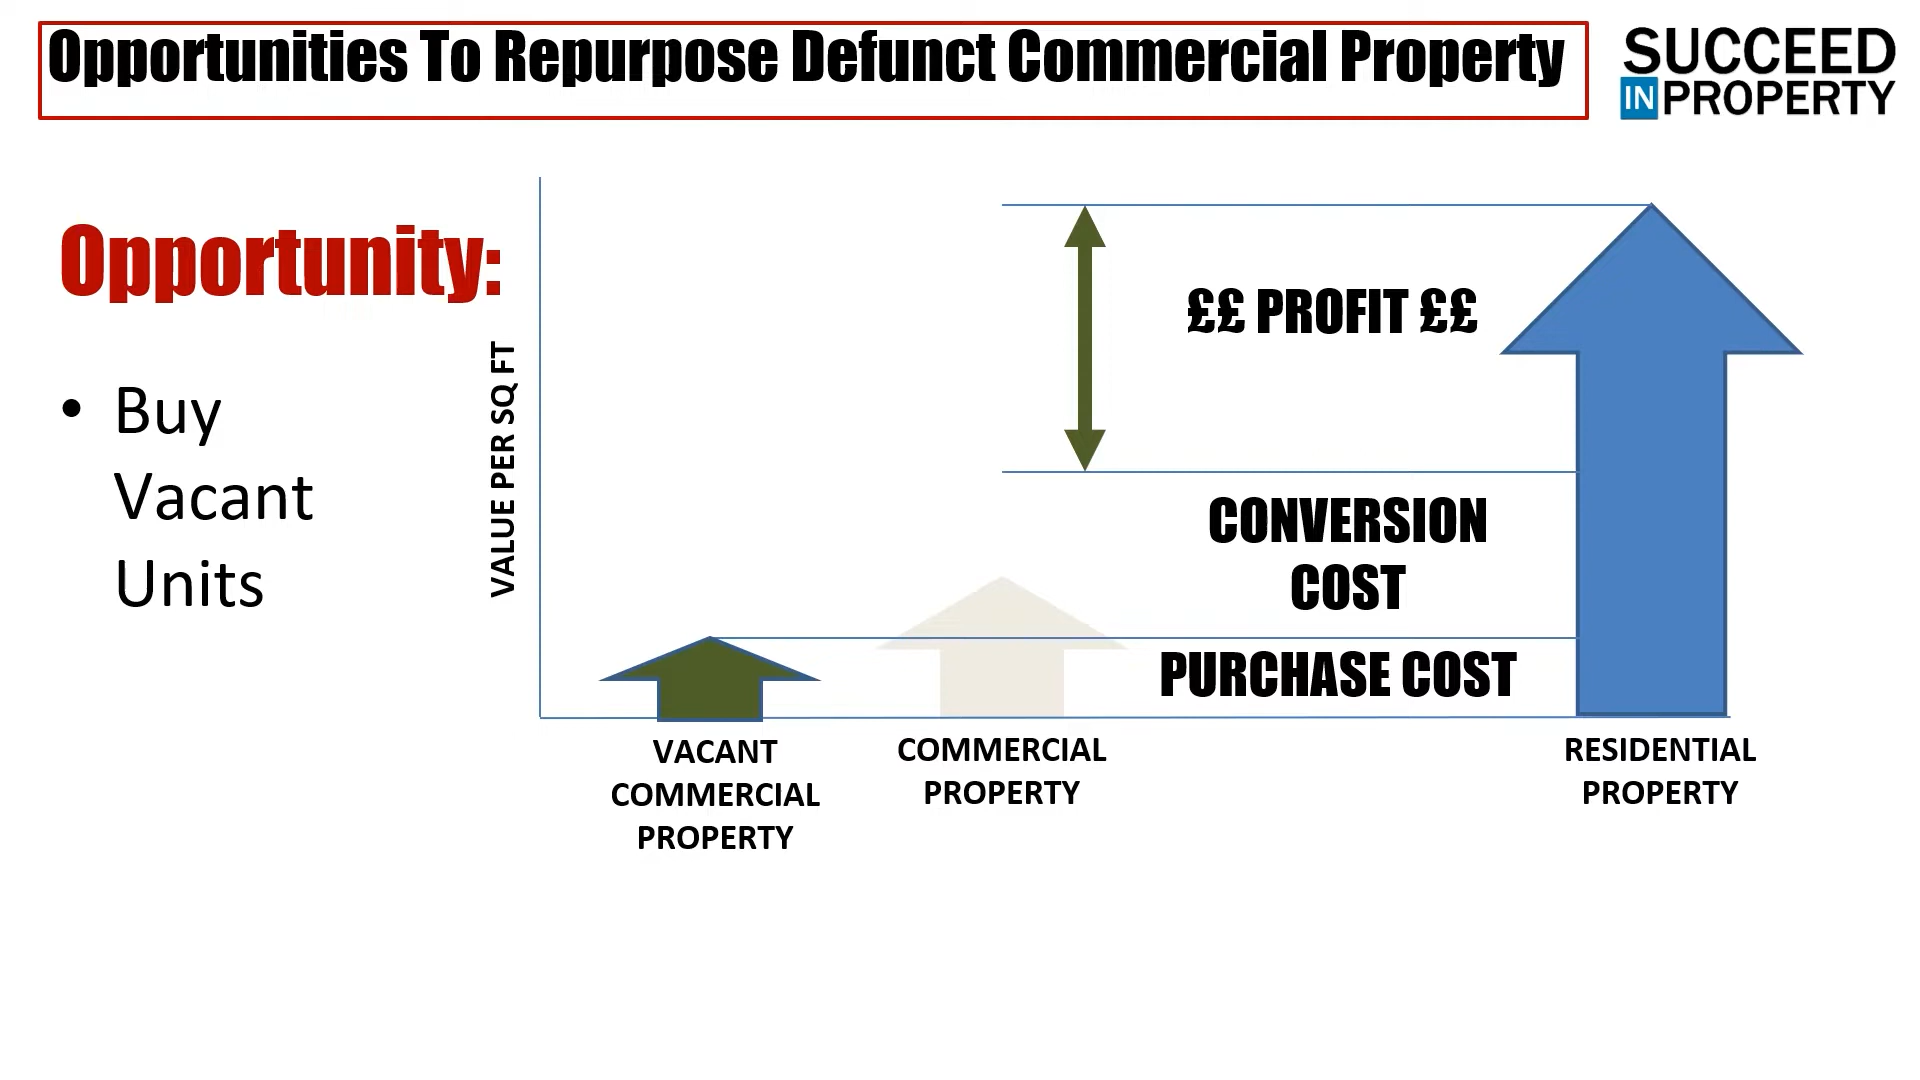 Opportunities To Repurpose Defunct Commercial Property
SUCCEED
IN PROPERTY
Opportunity:
• Buy
Vacant
Units
VALUE PER SQ FT
££ PROFIT ££
CONVERSION
COST
PURCHASE COST
VACANT
COMMERCIAL
PROPERTY
COMMERCIAL
PROPERTY
RESIDENTIAL
PROPERTY